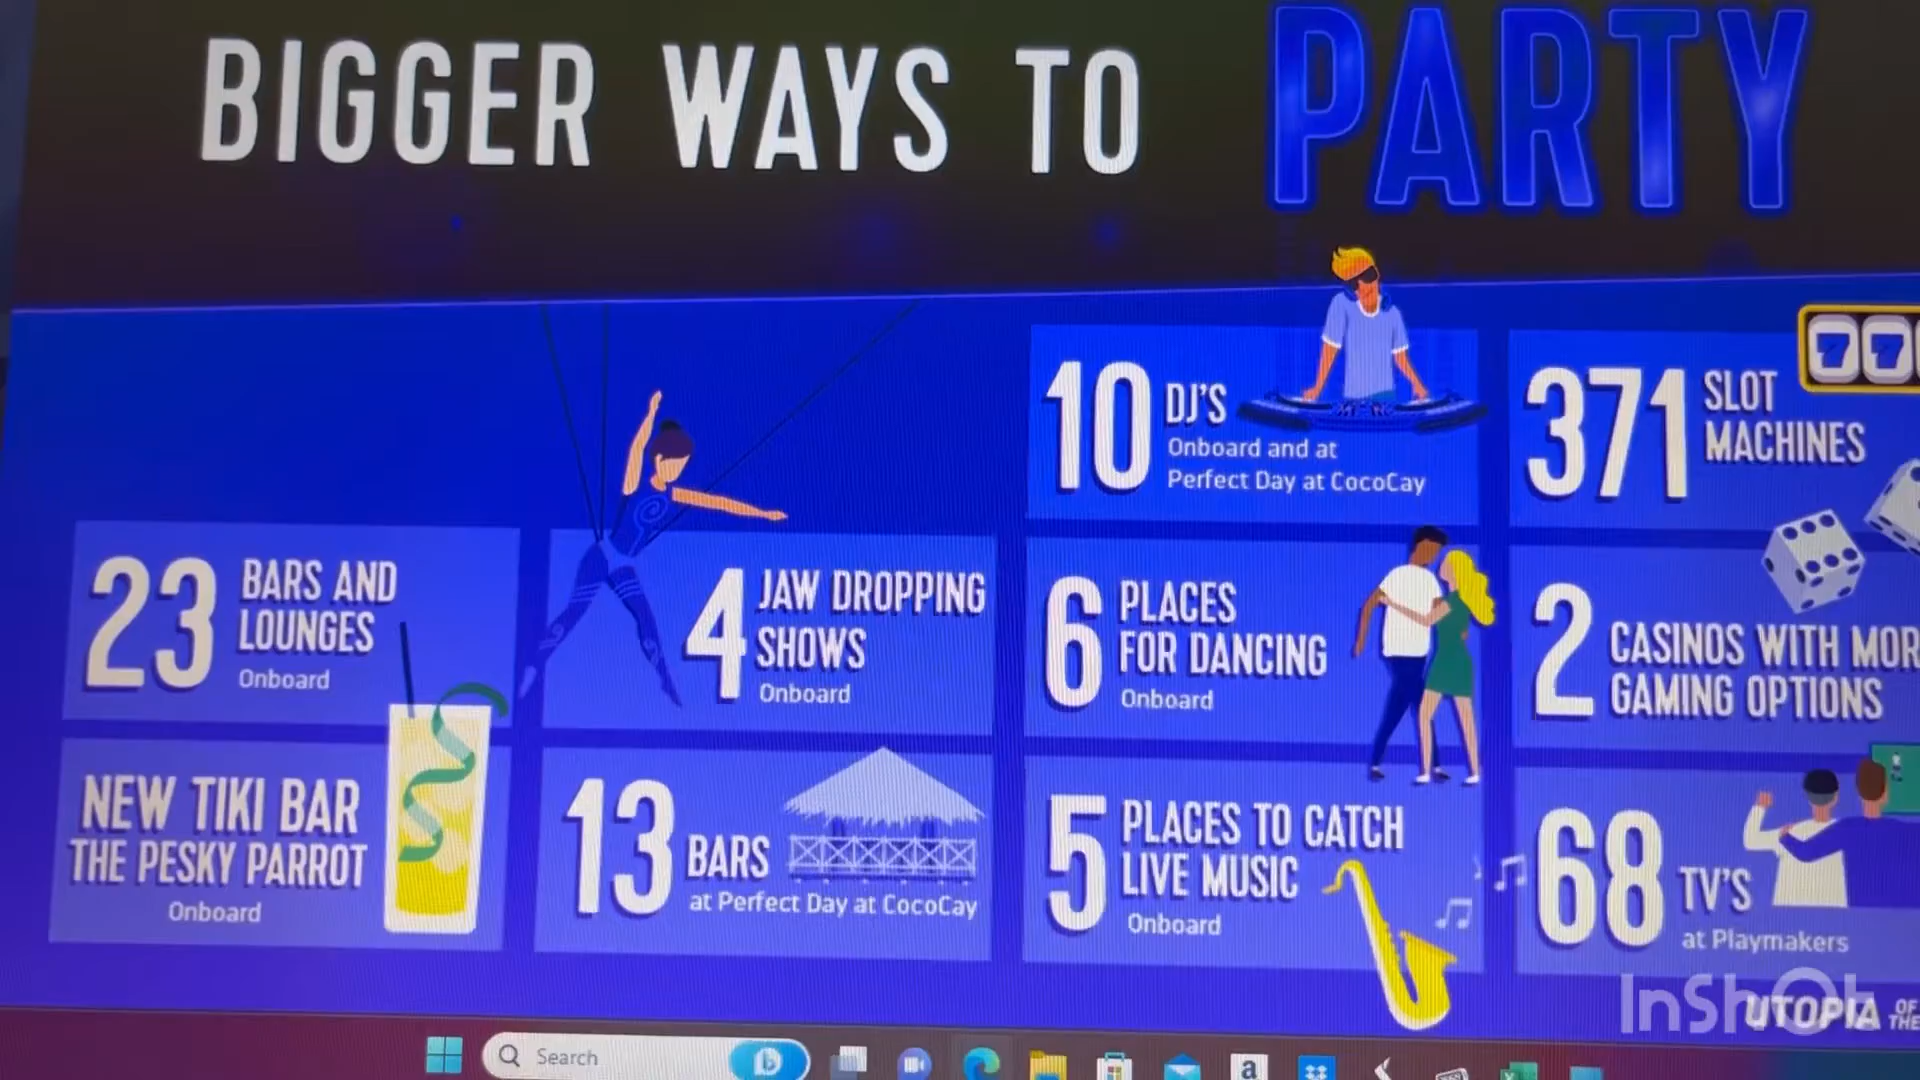 BIGGER WAYS TO PARTY
10 DJ'S
Onboard and at
Perfect Day at CocoCay
371 SLOT
MACHINES
77
23 BARS AND
LOUNGES
Onboard
4 JAW DROPPING
SHOWS
Onboard
6 PLACES
FOR DANCING
Onboard
2 CASINOS WITH MOR
GAMING OPTIONS
NEW TIKI BAR
THE PESKY PARROT
Onboard
13 BARS
at Perfect Day at CocoCay
5 PLACES TO CATCH
LIVE MUSIC
Onboard
68 TV'S
at Playmakers
InShOt
UTOPIA OF
THE
Search
a